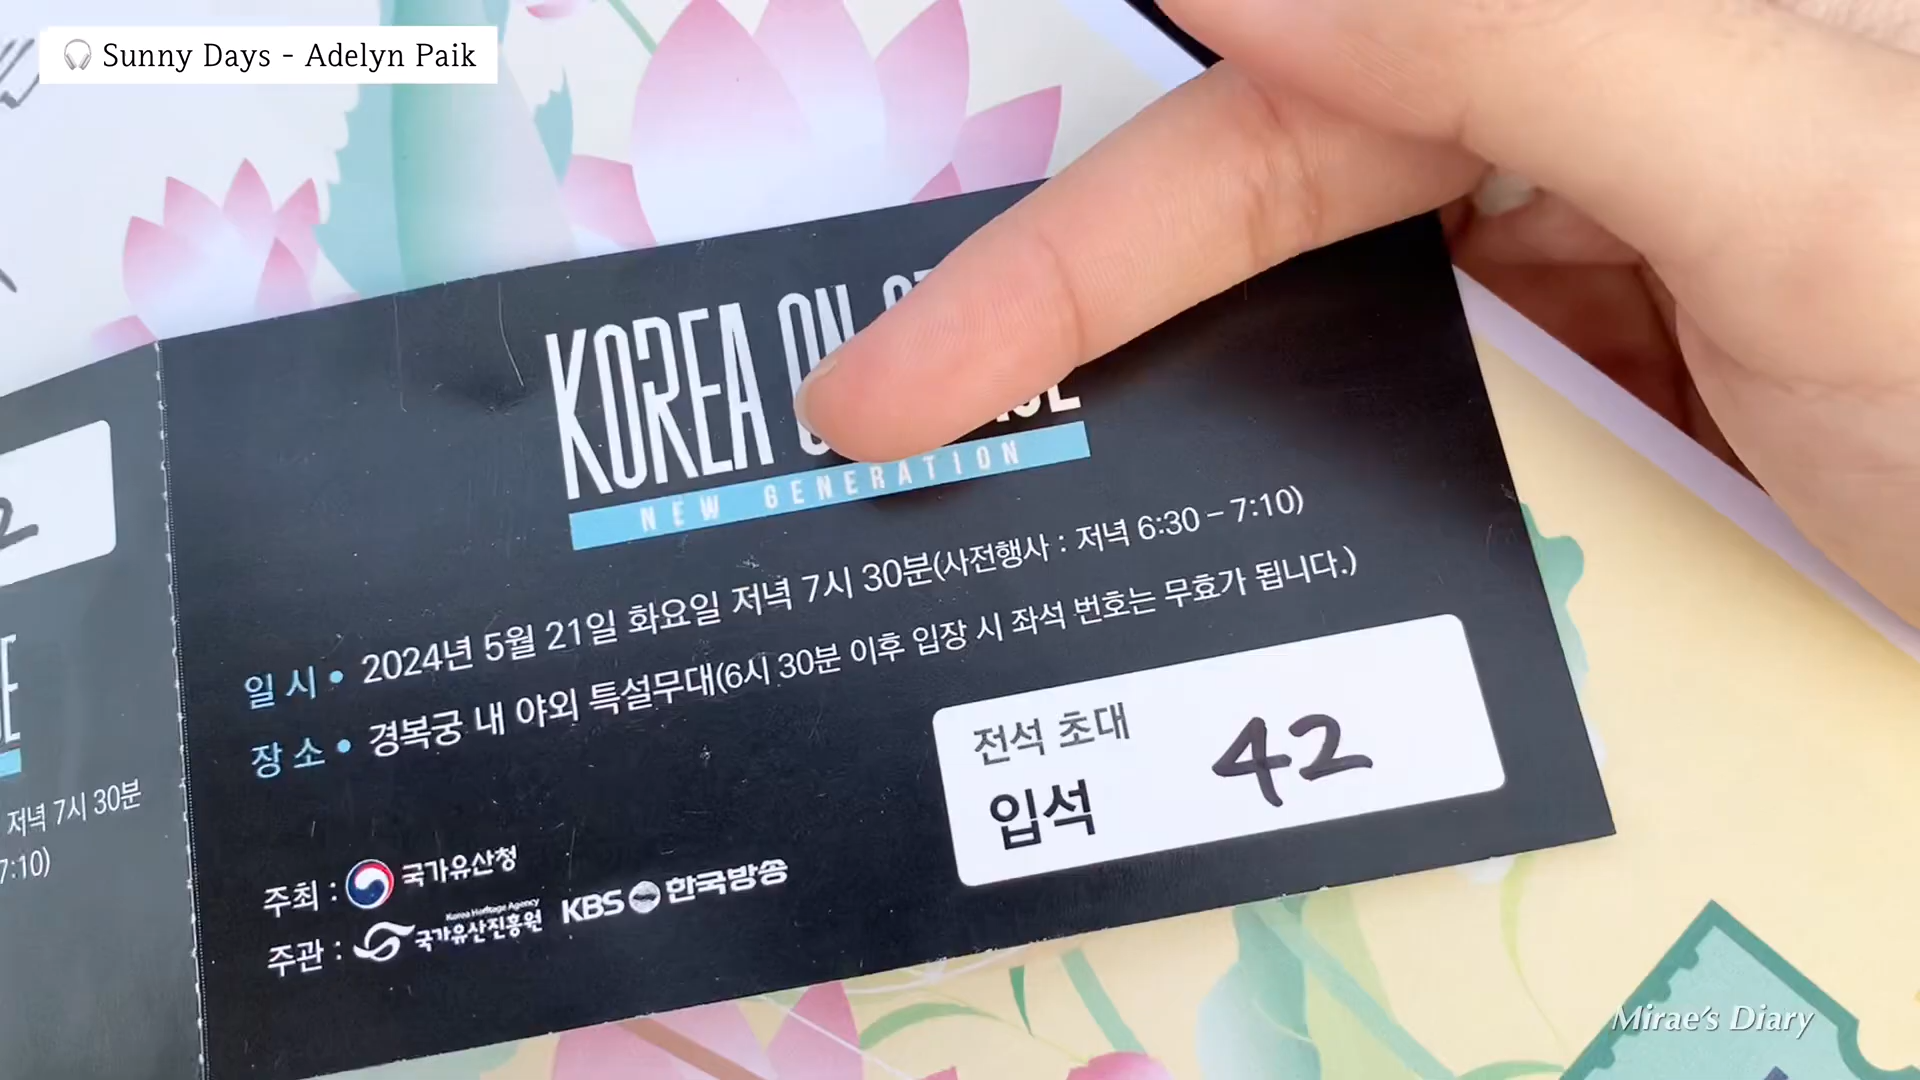 🎧 Sunny Days - Adelyn Paik
KOREA ON
NEW GENERATION
일 시 • 2024년 5월 21일 화요일 저녁 7시 30분(사전행사 : 저녁 6:30 - 7:10)
장 소 • 경복궁 내 야외 특설무대(6시 30분 이후 입장 시 좌석 번호는 무효가 됩니다.)
전석 초대
입석 42
주최 : 국가유산청
주관 : Korea Heritage Agency 국가유산진흥원 KBS 한국방송
저녁 7시 30분
7:10)
Mirae's Diary